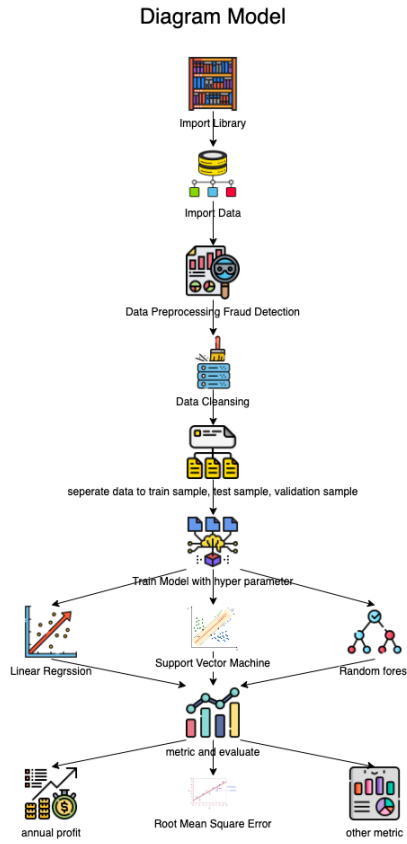 Diagram Model
Import Library
Import Data
Data Preprocessing Fraud Detection
Data Cleansing
seperate data to train sample, test sample, validation sample
Train Model with hyper parameter
Linear Regrssion
Support Vector Machine
Random fores
metric and evaluate
annual profit
Root Mean Square Error
other metric